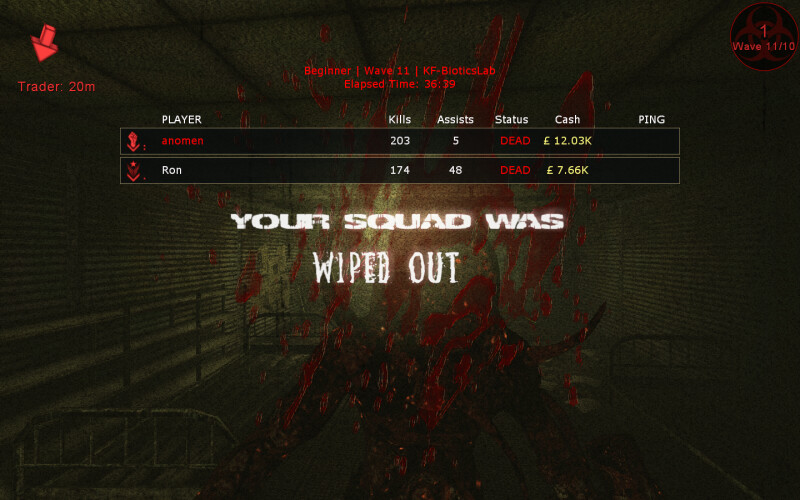 1
Wave 11/10
Trader: 20m
Beginner | Wave 11 | KF-BioticsLab
Elapsed Time: 36:39
PLAYER Kills Assists Status Cash PING
anomen 203 5 DEAD £ 12.03K
Ron 174 48 DEAD £ 7.66K
YOUR SQUAD WAS
WIPED OUT